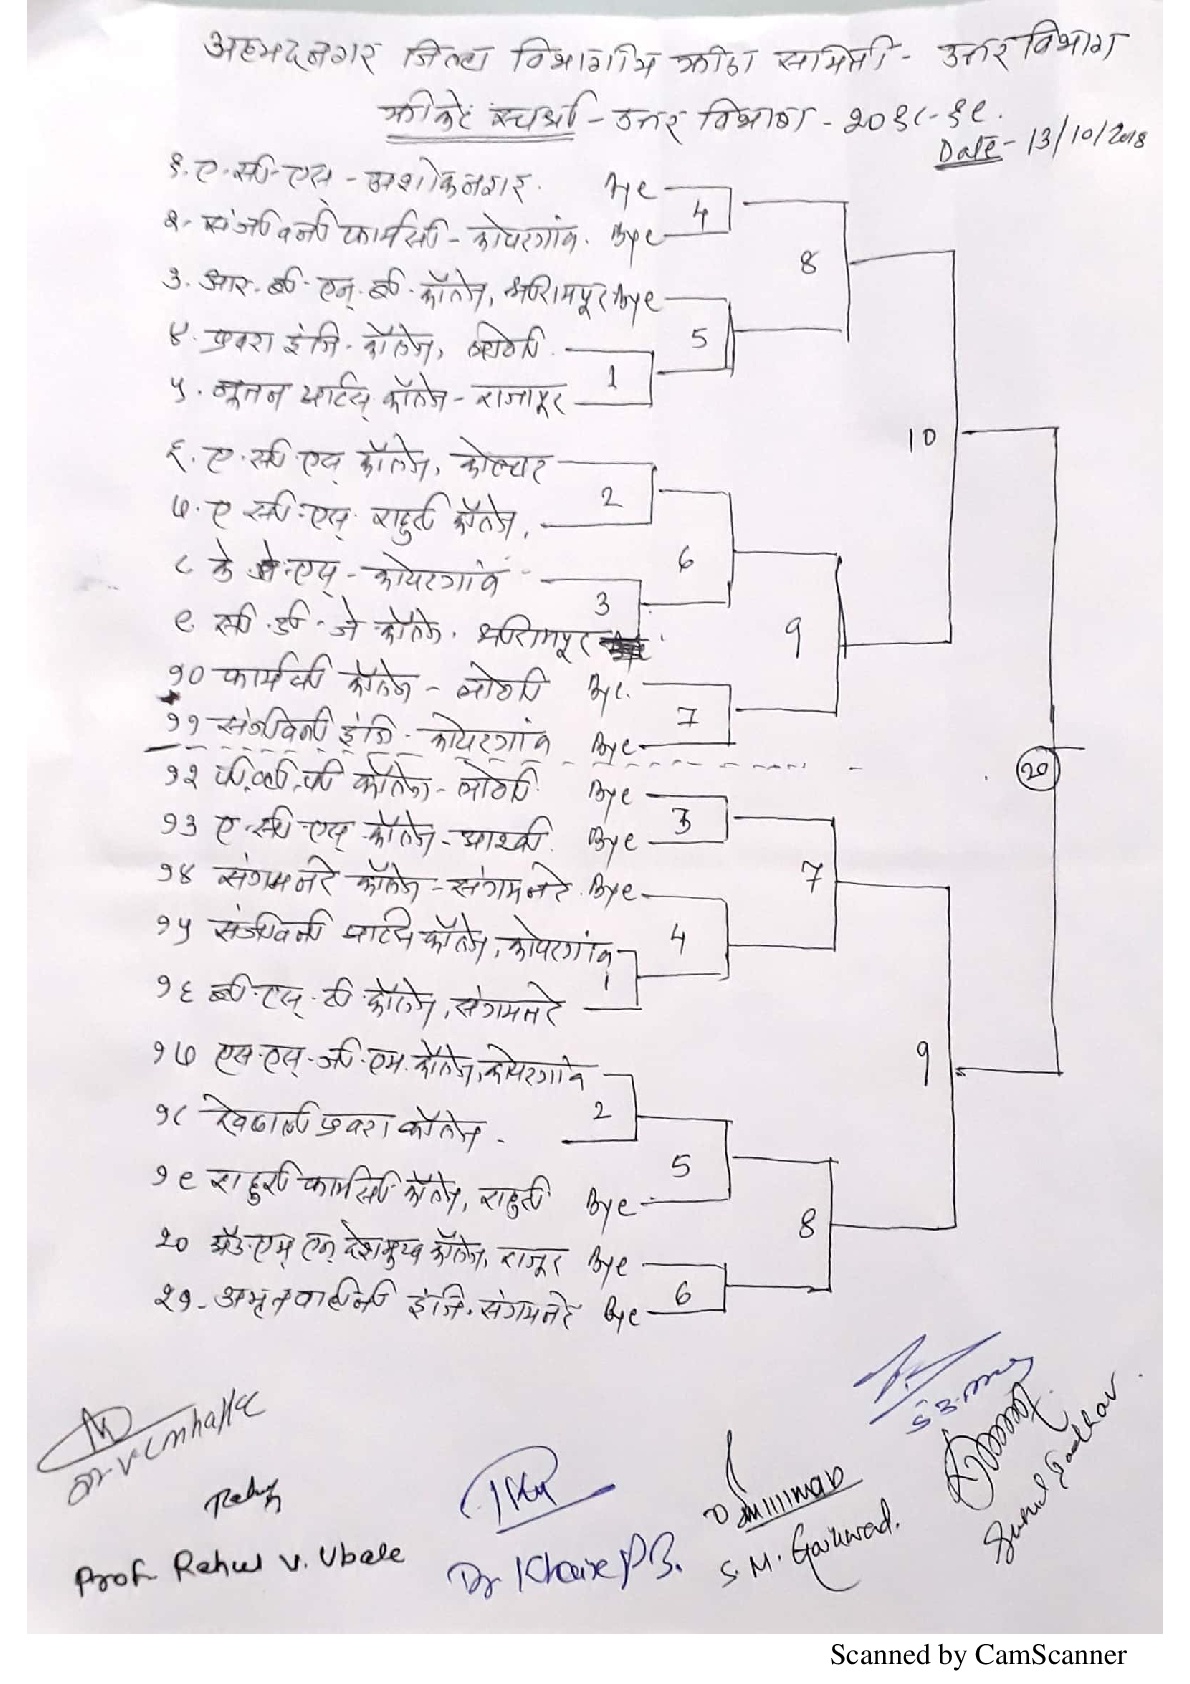 अहमदनगर जिल्हा विभागीय क्रीडा समिती - उत्तर विभाग
क्रीकेट स्पर्धा - उत्तर विभाग - २०१८-१९.
Date - 13/10/2018
१. ए. सी. एस - अशोकनगर. Bye
4
२. संजीवनी फार्मसी - कोपरगांव. Bye
8
३. आर. बी. एन. बी. कॉलेज, श्रीरामपूर Bye
5
४. प्रवरा इंजि. कॉलेज, लोणी.
1
५. नूतन आर्टस् कॉलेज - राजापूर
10
६. ए. सी. एस् कॉलेज, कोल्हार
2
७. ए सी. एस्. राहुरी कॉलेज.
6
८ के जे. एस् - कोपरगांव
3
९. सी. डी. जे कॉलेज. श्रीरामपूर
9
१० फार्मसी कॉलेज - लोणी Bye.
7
११ संजीवनी इंजि. कोपरगांव Bye
20
१२ पी. व्ही. पी कॉलेज - लोणी Bye
3
१३ ए. सी. एस् कॉलेज - आश्वी. Bye
7
१४ संगमनेर कॉलेज - संगमनेर. Bye
4
१५ संजीवनी आर्टस कॉलेज, कोपरगांव
1
१६ बी. एस्. टी कॉलेज, संगमनेर
9
१७ एस. एस्. जी. एम. कॉलेज, कोपरगांव
2
१८ प्रवरा कॉलेज.
5
१९ राहुरी फार्मसी कॉलेज, राहुरी Bye
8
२० अॅड. एम् एन् देशमुख कॉलेज, राजूर Bye
6
२१- अमृतवाहिनी इंजि. संगमनेर Bye
Prof. Rahul V. Ubale
Dr. Khaire P.B.
S. M. Gaikwad.
Sunil Gadhav
Scanned by CamScanner